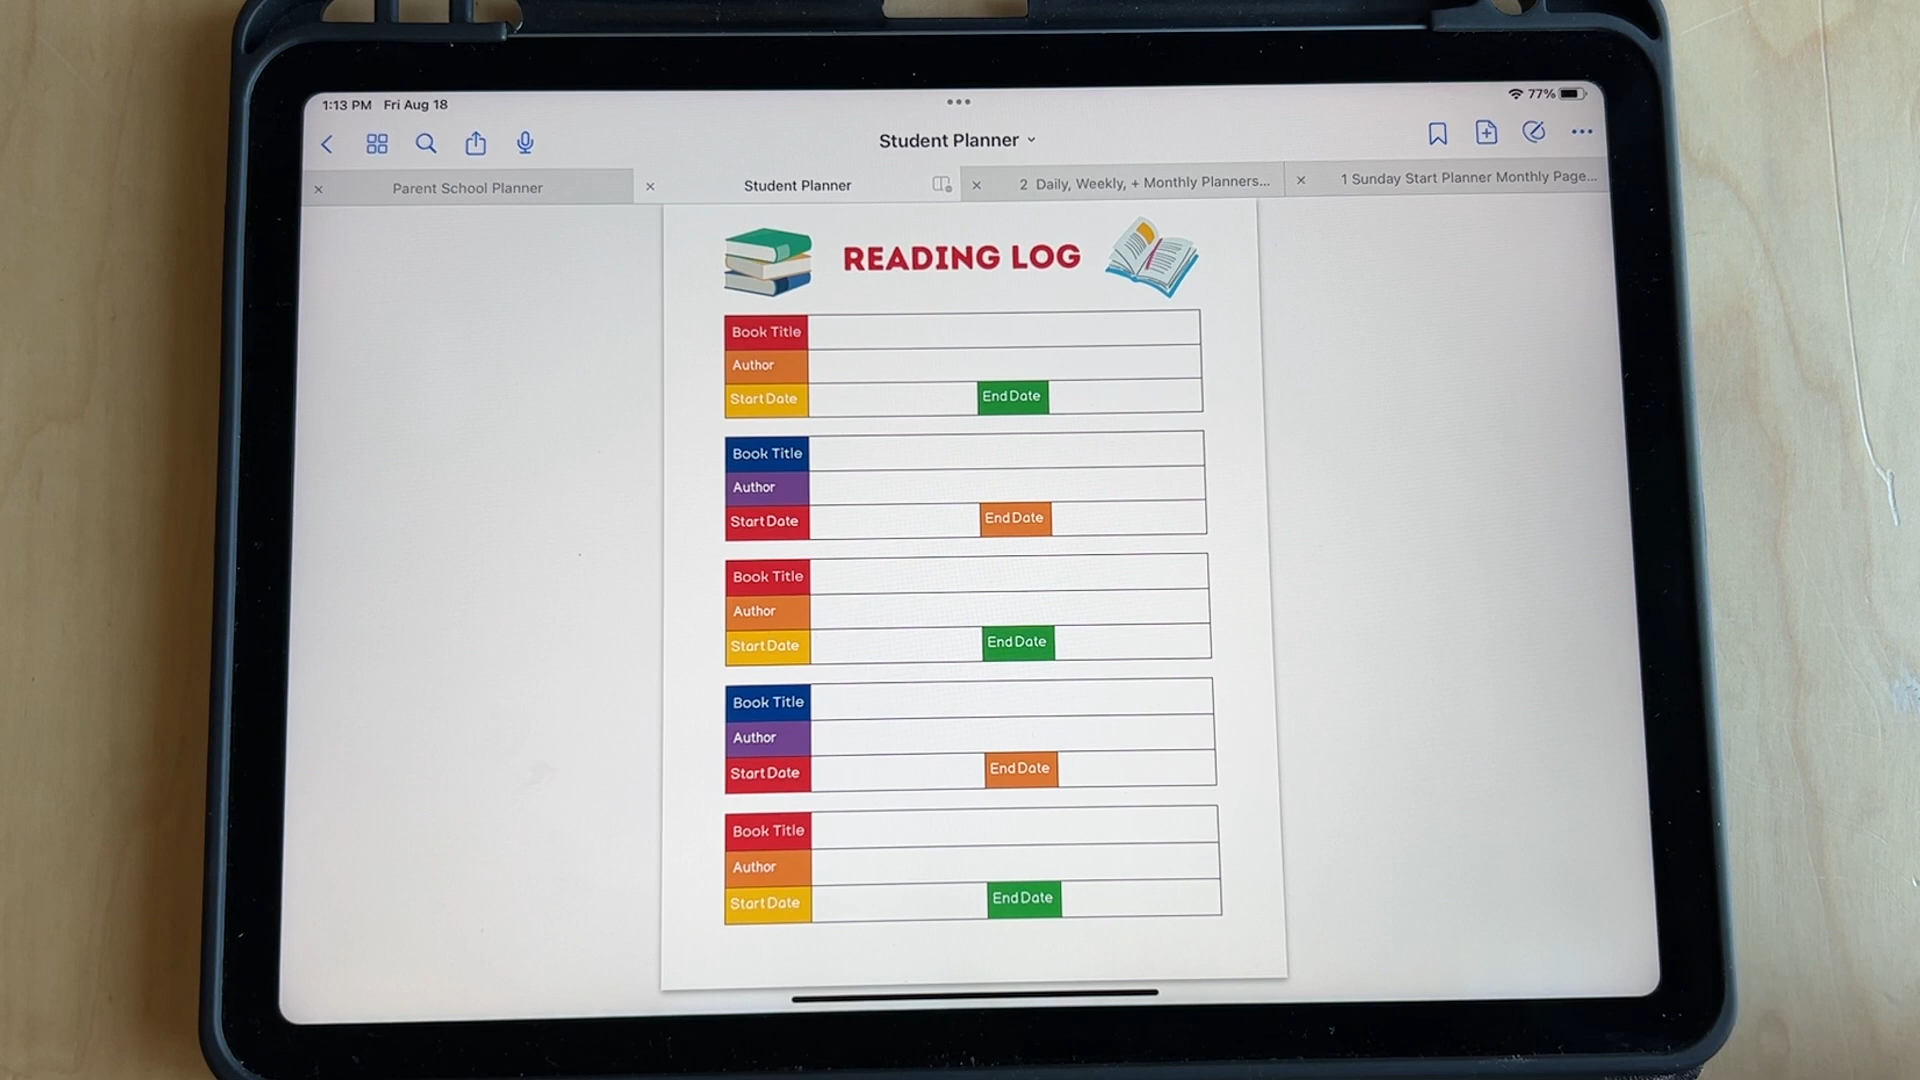 1:13 PM Fri Aug 18
77%
Student Planner
Parent School Planner
Student Planner
2 Daily, Weekly, + Monthly Planners...
1 Sunday Start Planner Monthly Page...
READING LOG
Book Title
Author
Start Date End Date
Book Title
Author
Start Date End Date
Book Title
Author
Start Date End Date
Book Title
Author
Start Date End Date
Book Title
Author
Start Date End Date